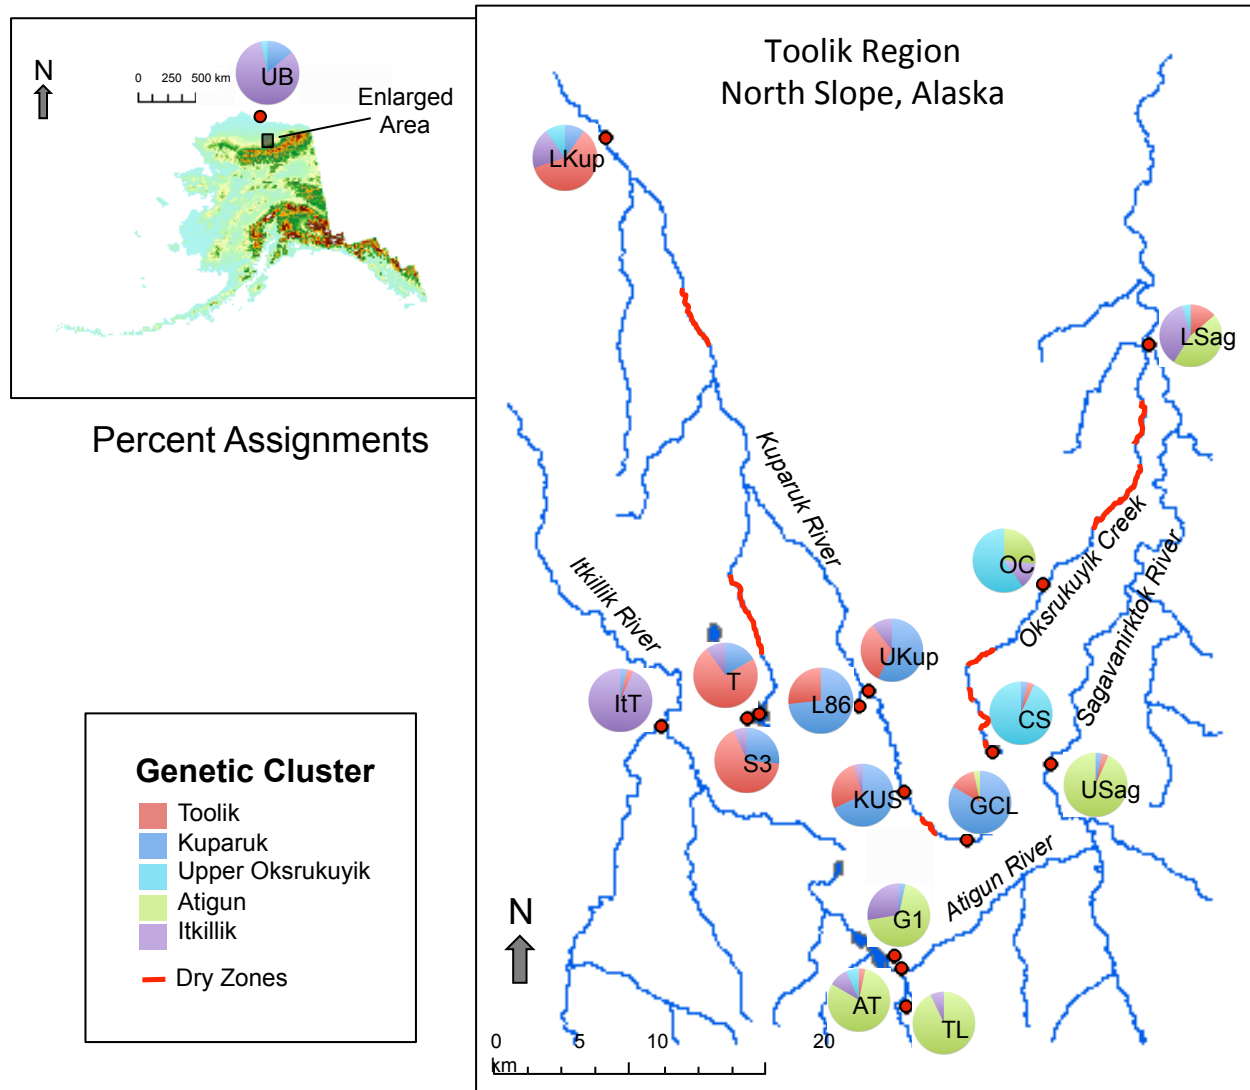 N
0 250 500 km
UB
Enlarged
Area
Percent Assignments
Genetic Cluster
Toolik
Kuparuk
Upper Oksrukuyik
Atigun
Itkillik
Dry Zones
Toolik Region
North Slope, Alaska
LKup
LSag
Kuparuk River
Itkillik River
Oksrukuyik Creek
Sagavanirktok River
OC
UKup
T
L86
ItT
CS
S3
USag
KUS
GCL
Atigun River
G1
N
AT
TL
0 5 10 20
km